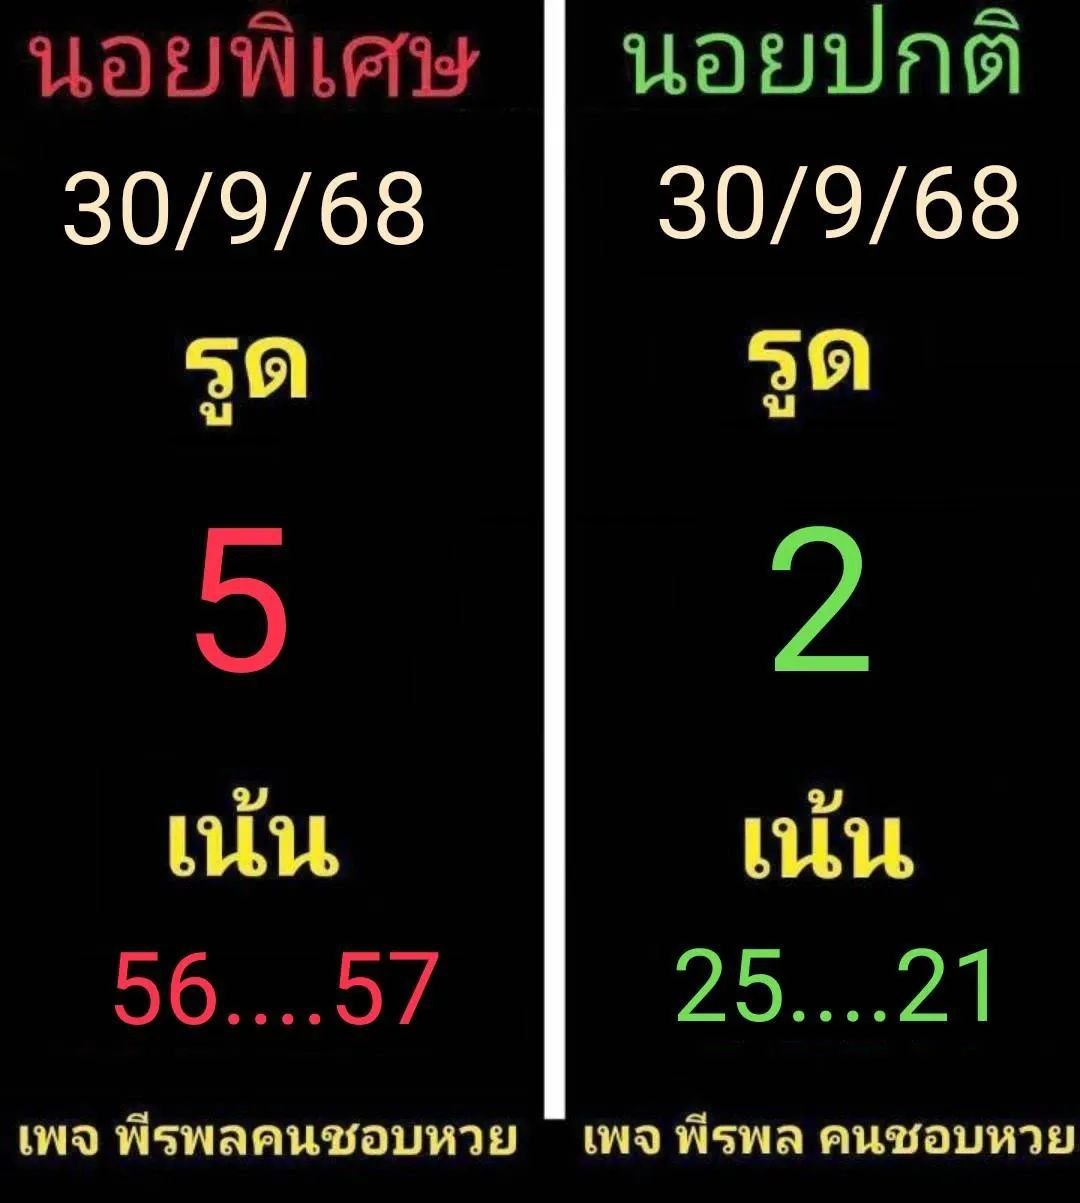 นอยพิเศษ
30/9/68
รูด
5
เน้น
56....57
เพจ พีรพลคนชอบหวย
นอยปกติ
30/9/68
รูด
2
เน้น
25....21
เพจ พีรพล คนชอบหวย